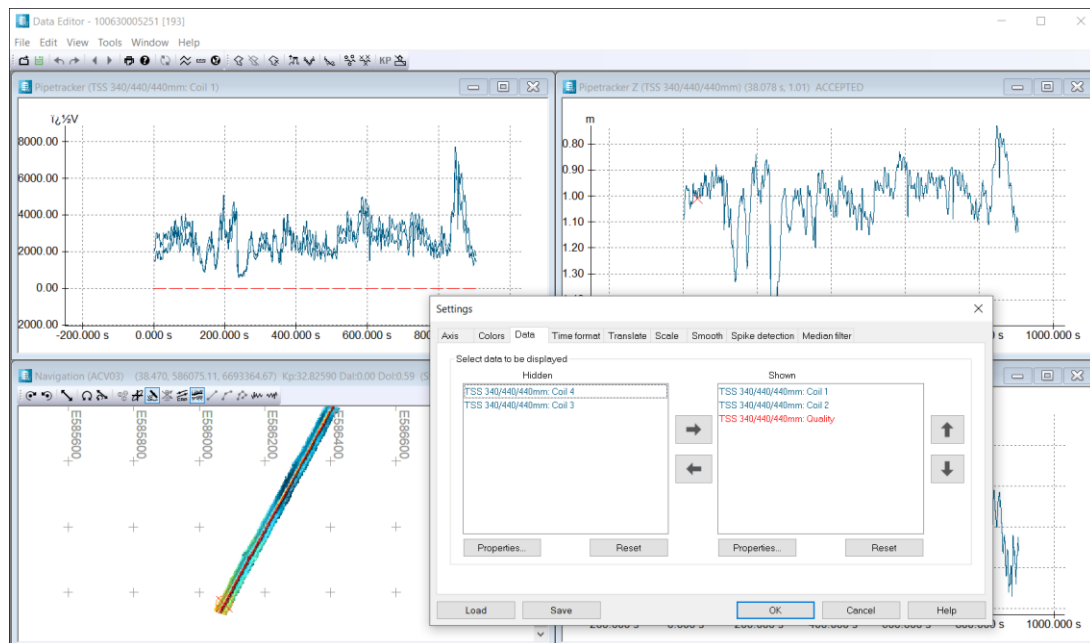 Data Editor - 100630005251 [193]
File Edit View Tools Window Help
KP
Pipetracker (TSS 340/440/440mm: Coil 1)
ï¿½V
8000.00
6000.00
4000.00
2000.00
0.00
2000.00
-200.000 s 0.000 s 200.000 s 400.000 s 600.000 s
Pipetracker Z (TSS 340/440/440mm) (38.078 s, 1.01) ACCEPTED
m
0.80
0.90
1.00
1.10
1.20
1.30
1000.000 s
Navigation (ACV03) (38.470, 586075.11, 6693364.67) Kp:32.82590 Dal:0.00 Dol:0.59
E585600
E585800
E586000
E586200
E586400
E586600
Settings
Axis Colors Data Time format Translate Scale Smooth Spike detection Median filter
Select data to be displayed
Hidden
TSS 340/440/440mm: Coil 4
TSS 340/440/440mm: Coil 3
Shown
TSS 340/440/440mm: Coil 1
TSS 340/440/440mm: Coil 2
TSS 340/440/440mm: Quality
Properties... Reset
Properties... Reset
Load Save OK Cancel Help
1000.000 s